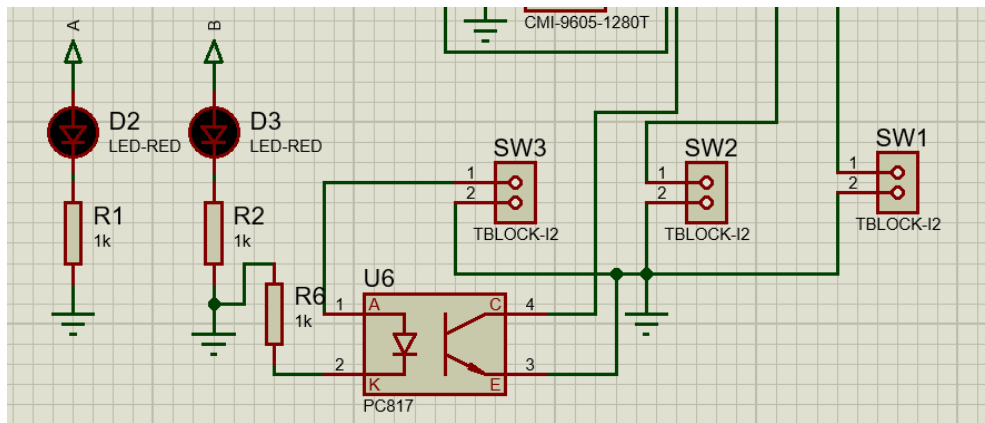 A
B
CMI-9605-1280T
D2
LED-RED
D3
LED-RED
SW3
1
2
TBLOCK-I2
SW2
1
2
TBLOCK-I2
SW1
1
2
TBLOCK-I2
R1
1k
R2
1k
R6
1k
U6
1
A
C
4
2
K
E
3
PC817